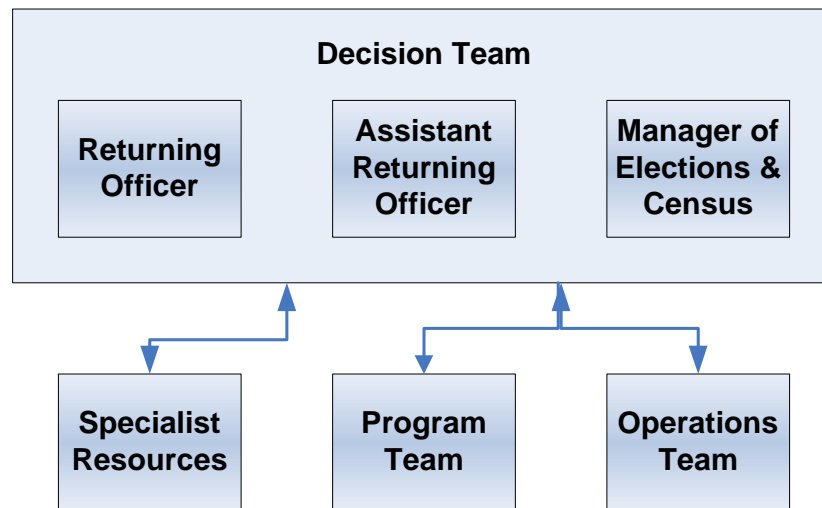 Decision Team
Returning
Officer
Assistant
Returning
Officer
Manager of
Elections &
Census
Specialist
Resources
Program
Team
Operations
Team